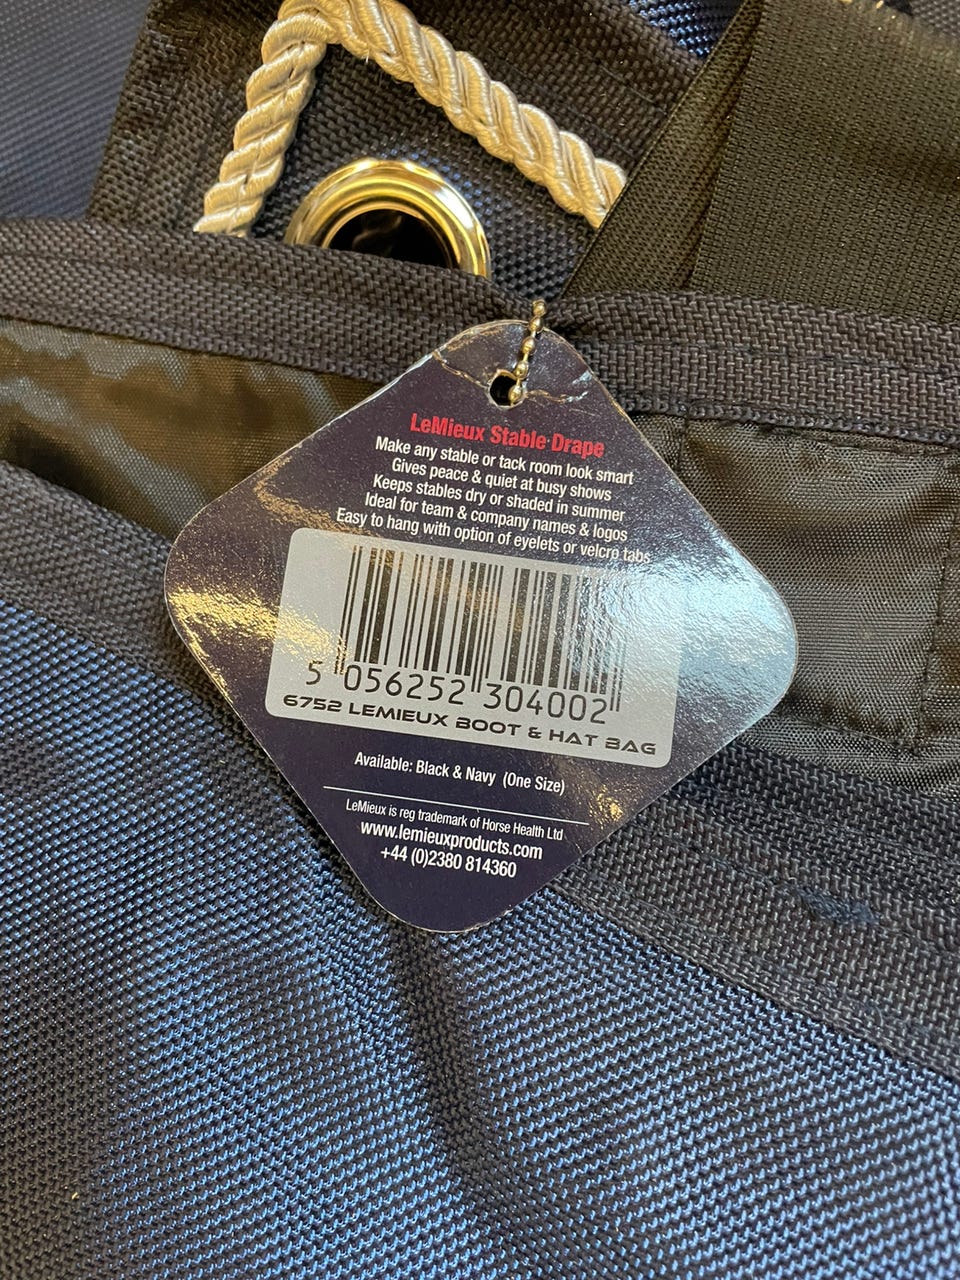 LeMieux Stable Drape
Make any stable or tack room look smart
Gives peace & quiet at busy shows
Keeps stables dry or shaded in summer
Ideal for team & company names & logos
Easy to hang with option of eyelets or velcro tabs
5 056252 304002
6752 LEMIEUX BOOT & HAT BAG
Available: Black & Navy (One Size)
LeMieux is reg trademark of Horse Health Ltd
www.lemieuxproducts.com
+44 (0)2380 814360